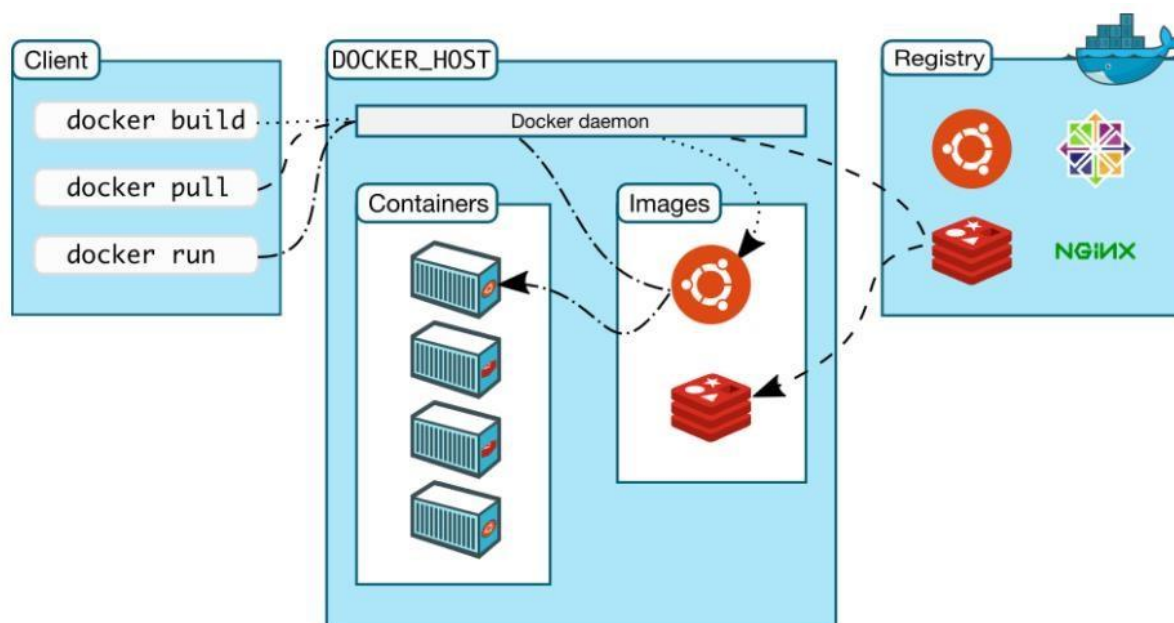 Client
docker build
docker pull
docker run
DOCKER_HOST
Docker daemon
Containers
Images
Registry
NGINX